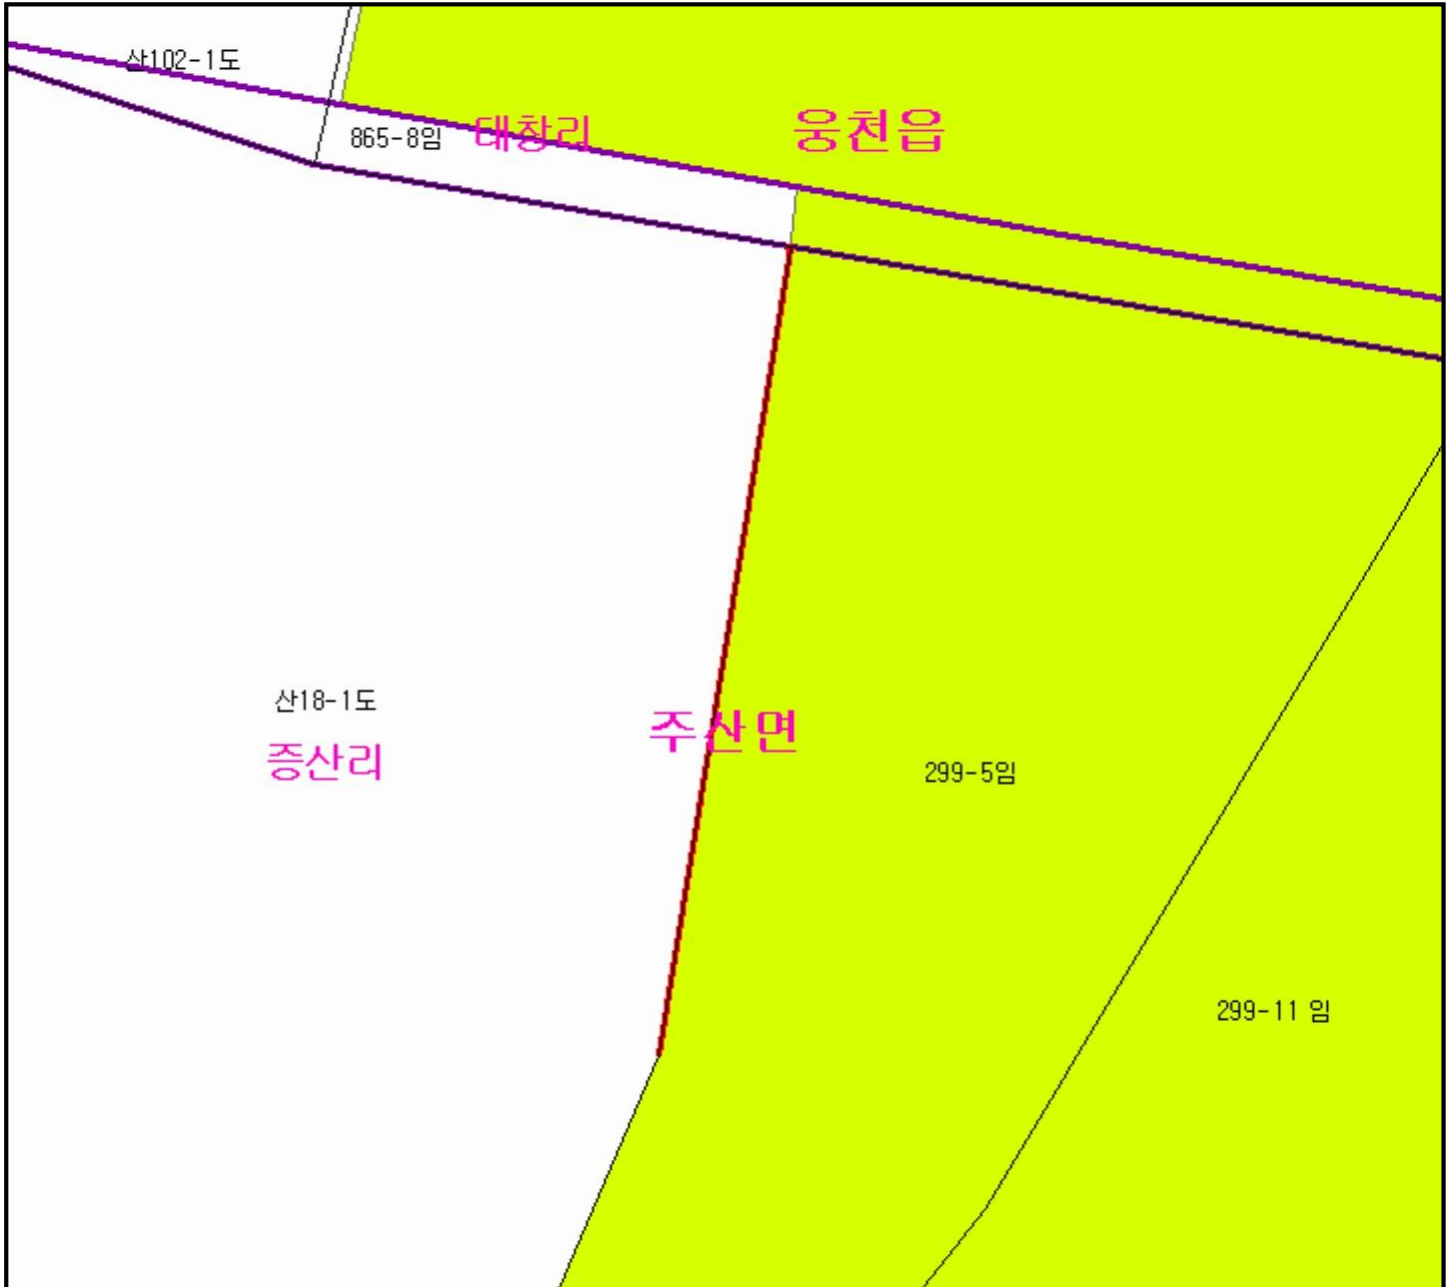 산102-1도
865-8임
대창리
웅천읍
산18-1도
증산리
주산면
299-5임
299-11 임